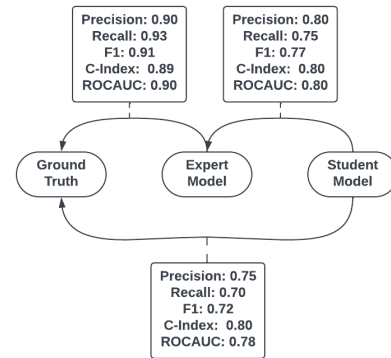 Precision: 0.90
Recall: 0.93
F1: 0.91
C-Index:  0.89
ROCAUC: 0.90
Precision: 0.80
Recall: 0.75
F1: 0.77
C-Index:  0.80
ROCAUC: 0.80
Ground
Truth
Expert
Model
Student
Model
Precision: 0.75
Recall: 0.70
F1: 0.72
C-Index:  0.80
ROCAUC: 0.78